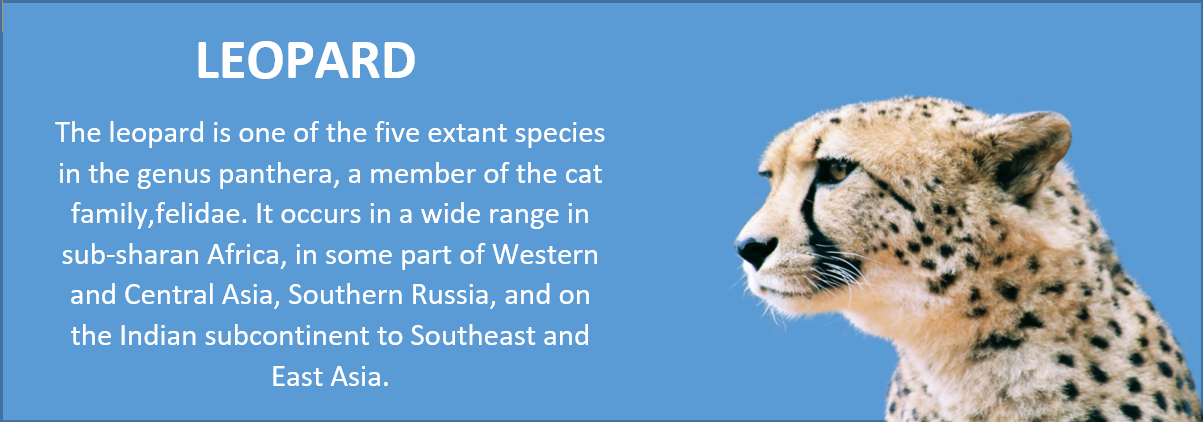 LEOPARD
The leopard is one of the five extant species
in the genus panthera, a member of the cat
family,felidae. It occurs in a wide range in
sub-sharan Africa, in some part of Western
and Central Asia, Southern Russia, and on
the Indian subcontinent to Southeast and
East Asia.